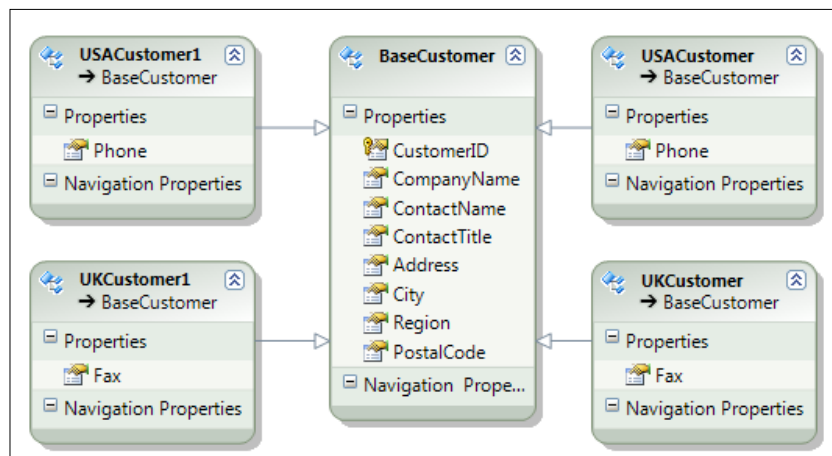 USACustomer1
→ BaseCustomer
Properties
Phone
Navigation Properties
UKCustomer1
→ BaseCustomer
Properties
Fax
Navigation Properties
BaseCustomer
Properties
CustomerID
CompanyName
ContactName
ContactTitle
Address
City
Region
PostalCode
Navigation Prope...
USACustomer
→ BaseCustomer
Properties
Phone
Navigation Properties
UKCustomer
→ BaseCustomer
Properties
Fax
Navigation Properties